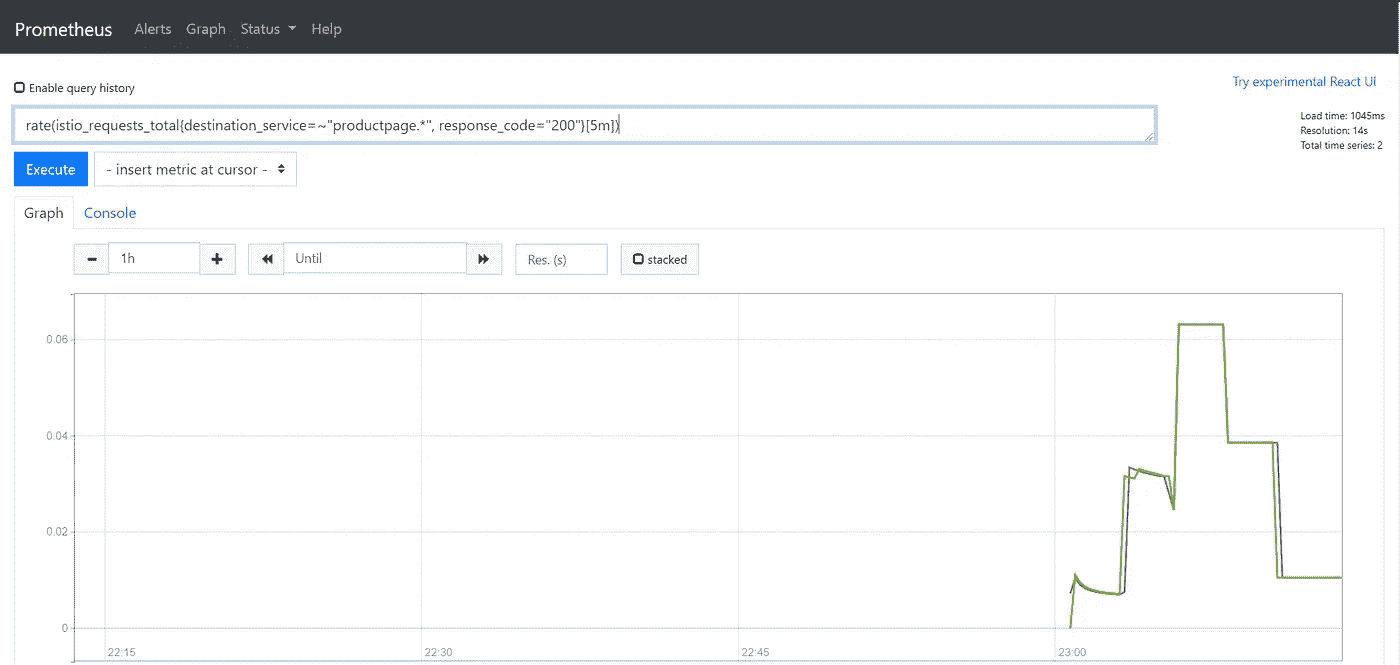 Prometheus Alerts Graph Status Help
Enable query history
Try experimental React UI
rate(istio_requests_total{destination_service=~"productpage.*", response_code="200"}[5m])
Load time: 1045ms
Resolution: 14s
Total time series: 2
Execute - insert metric at cursor -
Graph Console
1h Until Res. (s) stacked
0.06
0.04
0.02
0
22:15 22:30 22:45 23:00